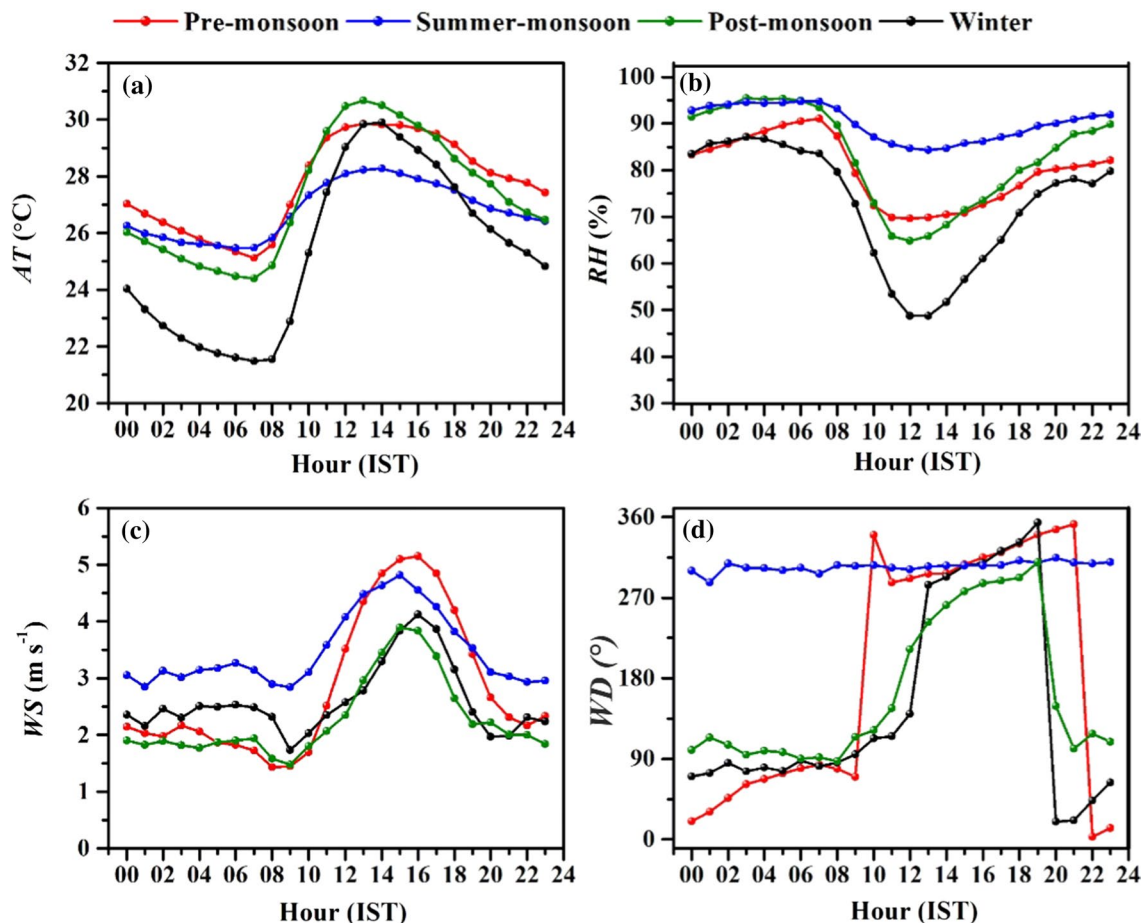 Pre-monsoon Summer-monsoon Post-monsoon Winter
(a)
32
30
28
26
24
22
20
AT (°C)
00 02 04 06 08 10 12 14 16 18 20 22 24
Hour (IST)
(b)
100
90
80
70
60
50
40
30
RH (%)
00 02 04 06 08 10 12 14 16 18 20 22 24
Hour (IST)
(c)
6
5
4
3
2
1
0
WS (m s⁻¹)
00 02 04 06 08 10 12 14 16 18 20 22 24
Hour (IST)
(d)
360
270
180
90
0
WD (°)
00 02 04 06 08 10 12 14 16 18 20 22 24
Hour (IST)